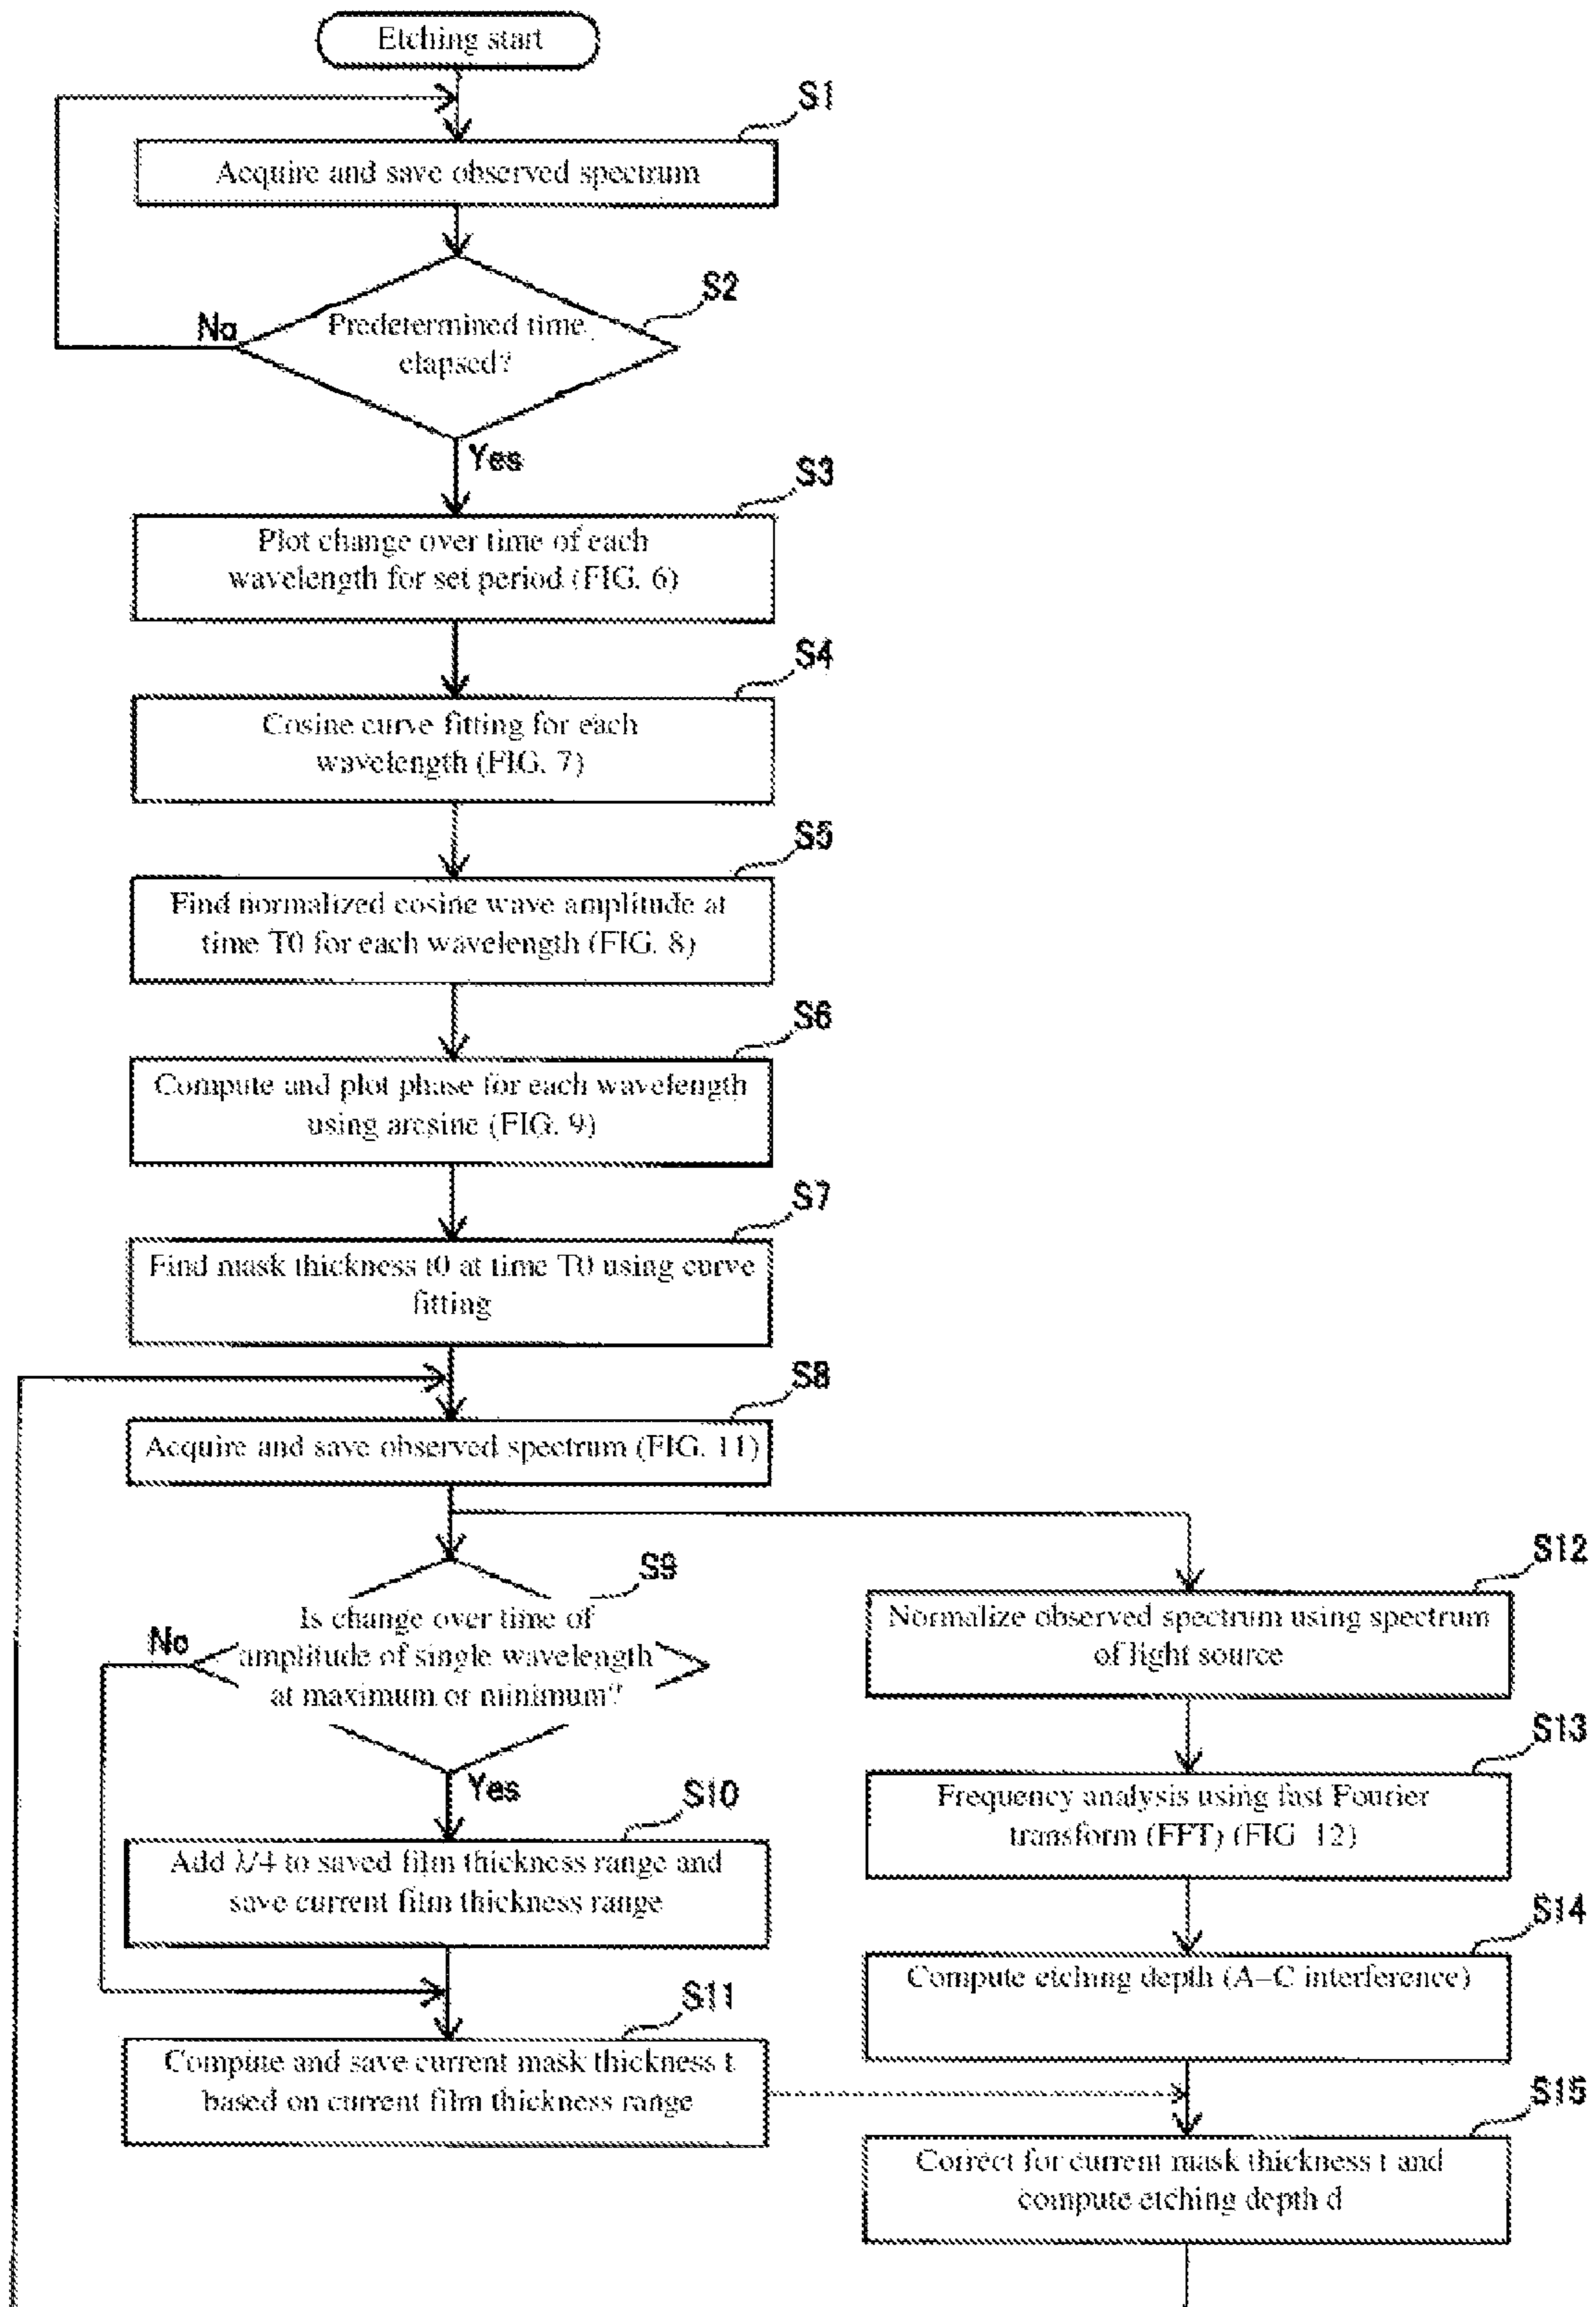 Etching start
S1
Acquire and save observed spectrum
S2
Predetermined time
elapsed?
No
Yes
S3
Plot change over time of each
wavelength for set period (FIG. 6)
S4
Cosine curve fitting for each
wavelength (FIG. 7)
S5
Find normalized cosine wave amplitude at
time T0 for each wavelength (FIG. 8)
S6
Compute and plot phase for each wavelength
using arcsine (FIG. 9)
S7
Find mask thickness t0 at time T0 using curve
fitting
S8
Acquire and save observed spectrum (FIG. 11)
S9
Is change over time of
amplitude of single wavelength
at maximum or minimum?
No
Yes
S10
Add λ/4 to saved film thickness range and
save current film thickness range
S11
Compute and save current mask thickness t
based on current film thickness range
S12
Normalize observed spectrum using spectrum
of light source
S13
Frequency analysis using fast Fourier
transform (FFT) (FIG. 12)
S14
Compute etching depth (A–C interference)
S15
Correct for current mask thickness t and
compute etching depth d